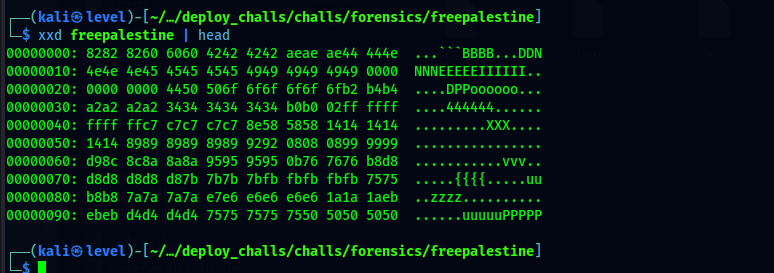 ┌──(kali㉿level)-[~/…/deploy_challs/challs/forensics/freepalestine]
└─$ xxd freepalestine | head
00000000: 8282 8260 6060 4242 4242 aeae ae44 444e  ...```BBBB...DDN
00000010: 4e4e 4e45 4545 4545 4949 4949 4949 0000  NNNEEEEEIIIIII..
00000020: 0000 0000 4450 506f 6f6f 6f6f 6fb2 b4b4  ....DPPoooooo...
00000030: a2a2 a2a2 3434 3434 3434 b0b0 02ff ffff  ....444444......
00000040: ffff ffc7 c7c7 c7c7 8e58 5858 1414 1414  .........XXX....
00000050: 1414 8989 8989 8989 9292 0808 0899 9999  ................
00000060: d98c 8c8a 8a8a 9595 9595 0b76 7676 b8d8  ...........vvv..
00000070: d8d8 d8d8 d87b 7b7b 7bfb fbfb fbfb 7575  .....{{{{.....uu
00000080: b8b8 7a7a 7a7a e7e6 e6e6 e6e6 1a1a 1aeb  ..zzzz..........
00000090: ebeb d4d4 d4d4 7575 7575 7550 5050 5050  ......uuuuuPPPPP
┌──(kali㉿level)-[~/…/deploy_challs/challs/forensics/freepalestine]
└─$